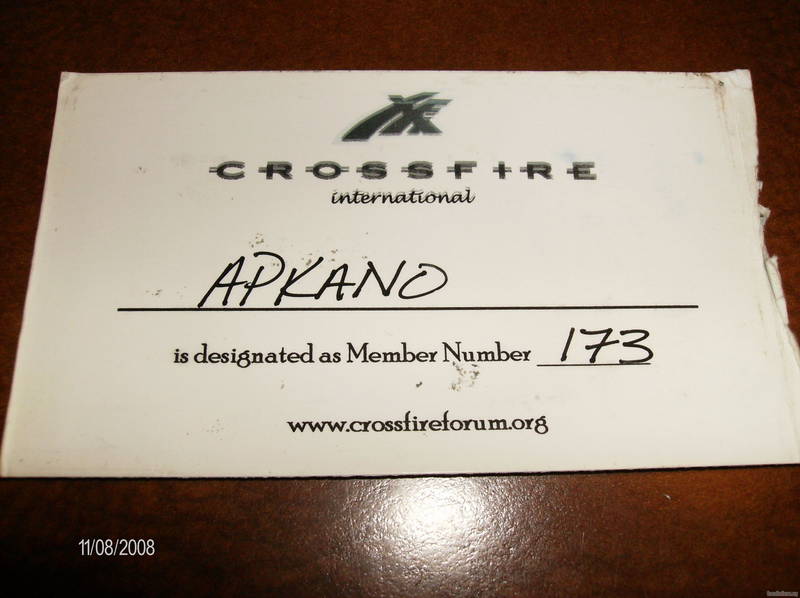 CROSSFIRE
international
APKANO
is designated as Member Number 173
www.crossfireforum.org
11/08/2008